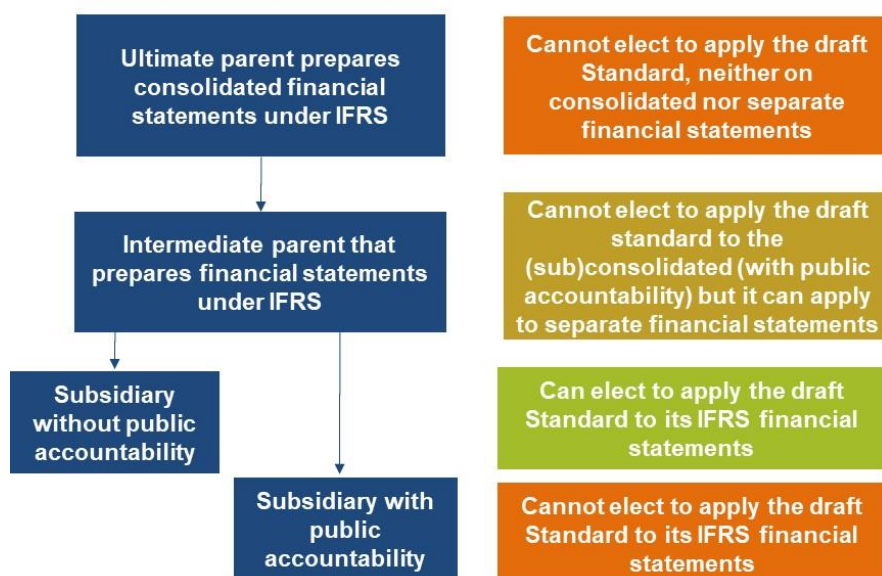 Ultimate parent prepares
consolidated financial
statements under IFRS
Cannot elect to apply the draft
Standard, neither on
consolidated nor separate
financial statements
Intermediate parent that
prepares financial statements
under IFRS
Cannot elect to apply the draft
standard to the
(sub)consolidated (with public
accountability) but it can apply
to separate financial statements
Subsidiary
without public
accountability
Can elect to apply the draft
Standard to its IFRS financial
statements
Subsidiary with
public
accountability
Cannot elect to apply the draft
Standard to its IFRS financial
statements